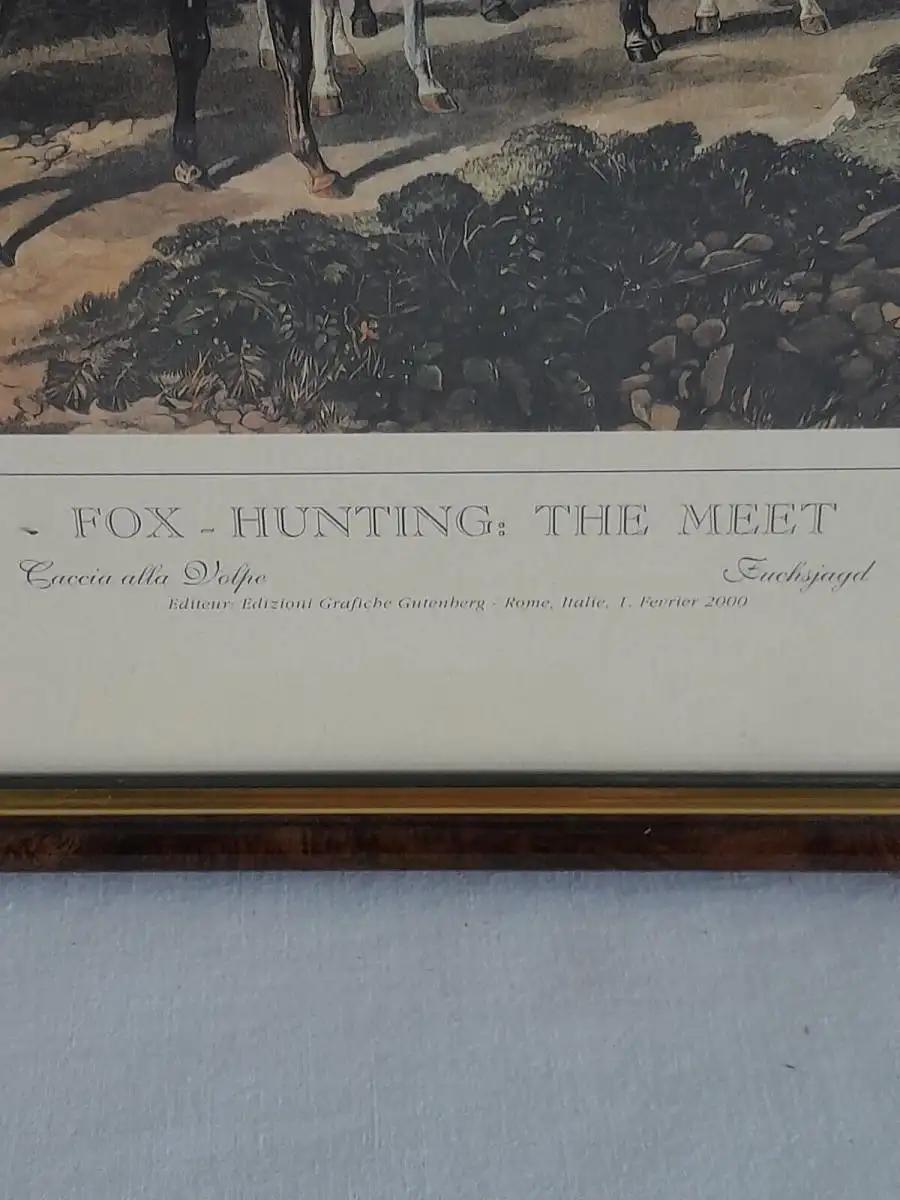 FOX - HUNTING: THE MEET
Caccia alla Volpe Fuchsjagd
Editeur: Edizioni Grafiche Gutenberg - Rome, Italie, 1. Fevrier 2000